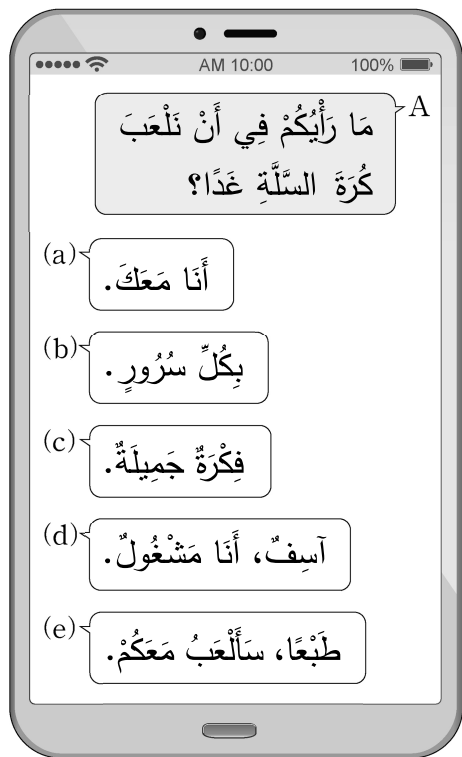 AM 10:00 100%
A
مَا رَأْيُكُمْ فِي أَنْ نَلْعَبَ
كُرَةَ السَّلَّةِ غَدًا؟
(a) أَنَا مَعَكَ.
(b) بِكُلِّ سُرُورٍ.
(c) فِكْرَةٌ جَمِيلَةٌ.
(d) آسِفٌ، أَنَا مَشْغُولٌ.
(e) طَبْعًا، سَأَلْعَبُ مَعَكُمْ.